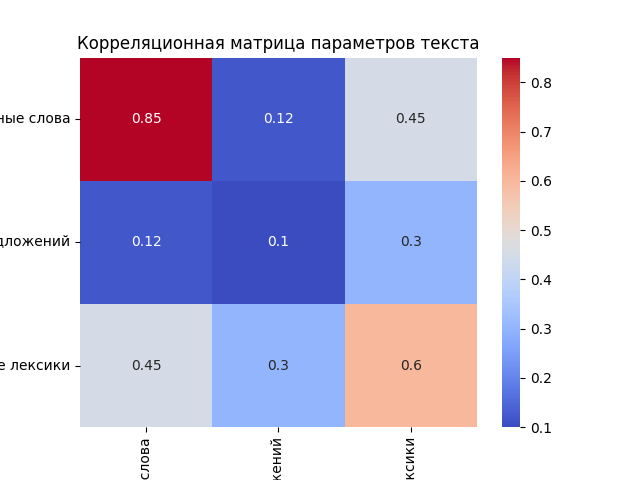 Корреляционная матрица параметров текста
ные слова
0.85 0.12 0.45
дложений
0.12 0.1 0.3
е лексики
0.45 0.3 0.6
слова
жений
ксики
0.8
0.7
0.6
0.5
0.4
0.3
0.2
0.1